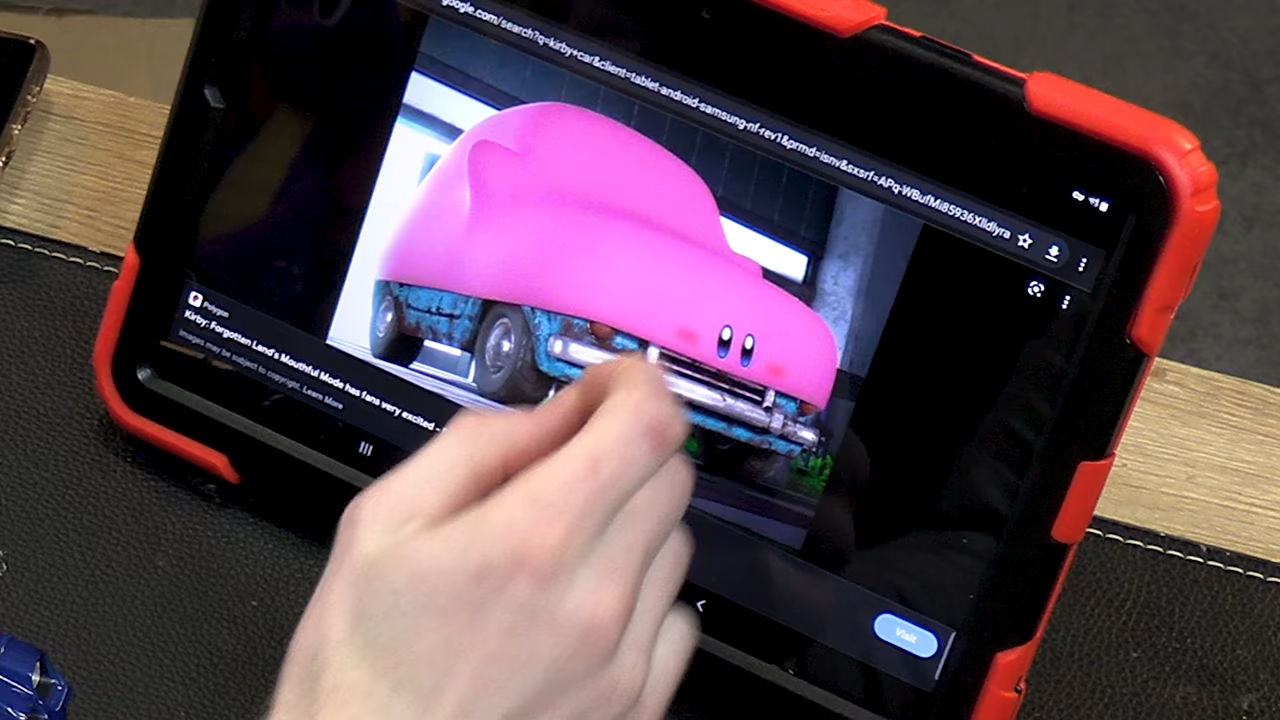 google.com/search?q=kirby+car&client=tablet-android-samsung-nf-rev1&prmd=isnv&sxsrf=APq-WBufMi85936XIldlyra
Polygon
Kirby: Forgotten Land's Mouthful Mode has fans very excited -
Images may be subject to copyright. Learn More
Visit